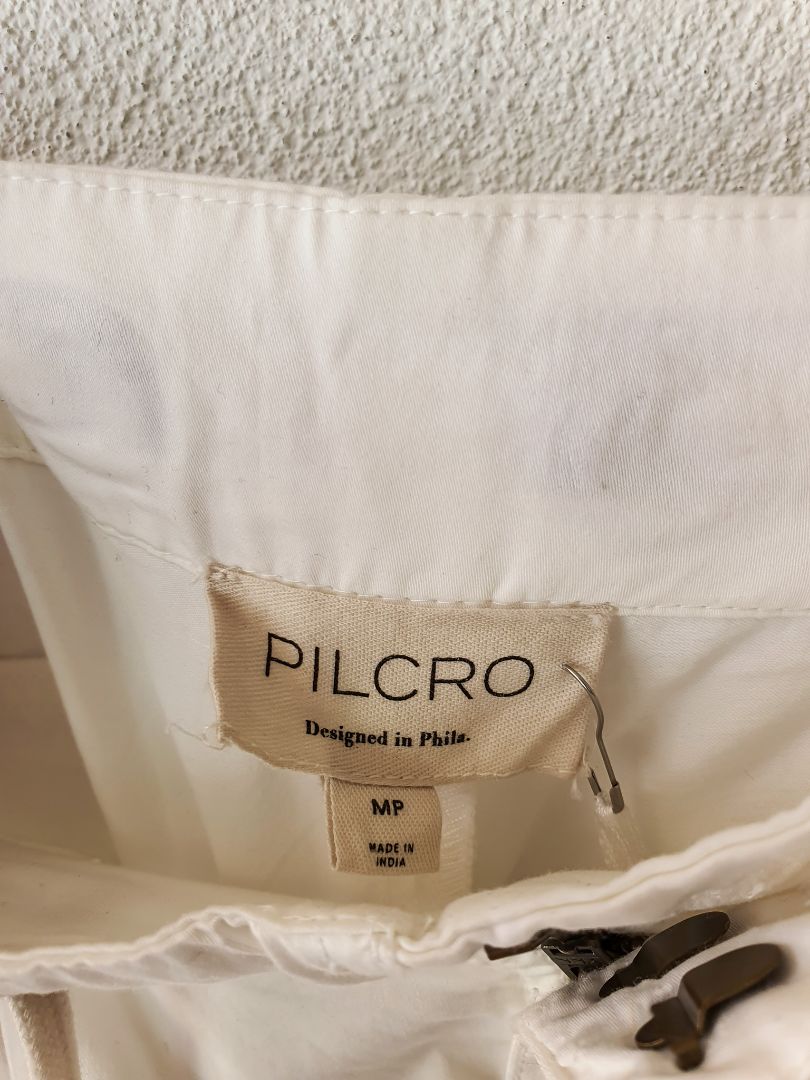 PILCRO
Designed in Phila.
MP
MADE IN
INDIA